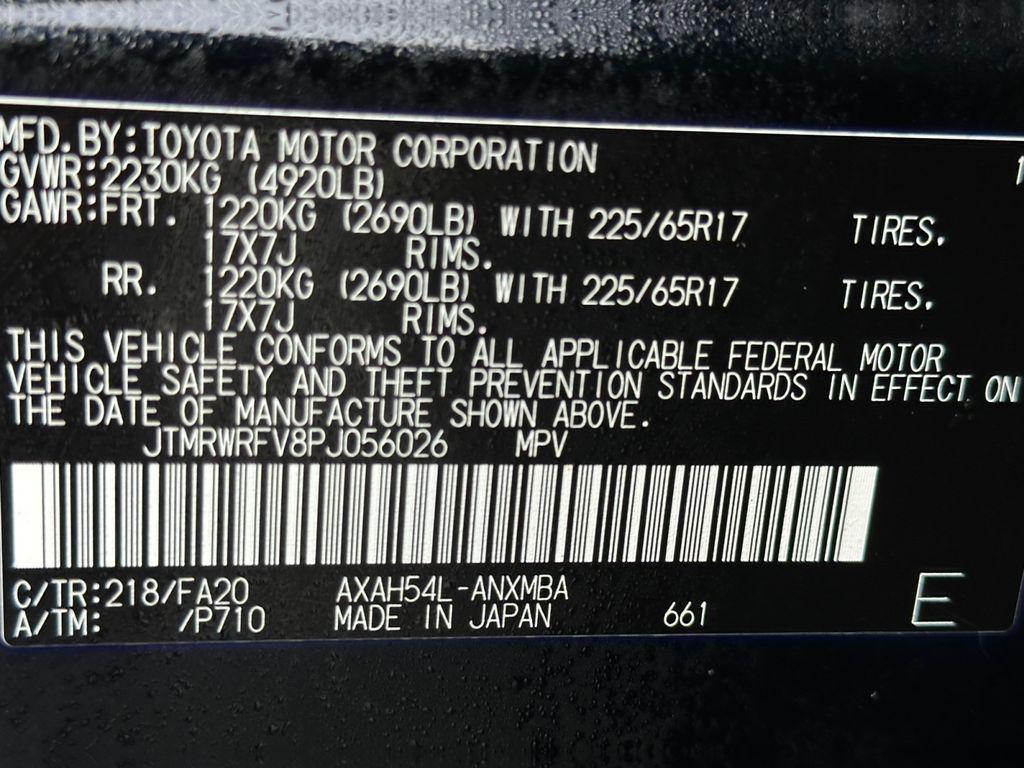 MFD.BY:TOYOTA MOTOR CORPORATION 1
GVWR:2230KG (4920LB)
GAWR:FRT. 1220KG (2690LB) WITH 225/65R17 TIRES,
17X7J RIMS.
RR. 1220KG (2690LB) WITH 225/65R17 TIRES,
17X7J RIMS.
THIS VEHICLE CONFORMS TO ALL APPLICABLE FEDERAL MOTOR
VEHICLE SAFETY AND THEFT PREVENTION STANDARDS IN EFFECT ON
THE DATE OF MANUFACTURE SHOWN ABOVE.
JTMRWRFV8PJ056026 MPV
C/TR:218/FA20 AXAH54L-ANXMBA
A/TM: /P710 MADE IN JAPAN 661 E